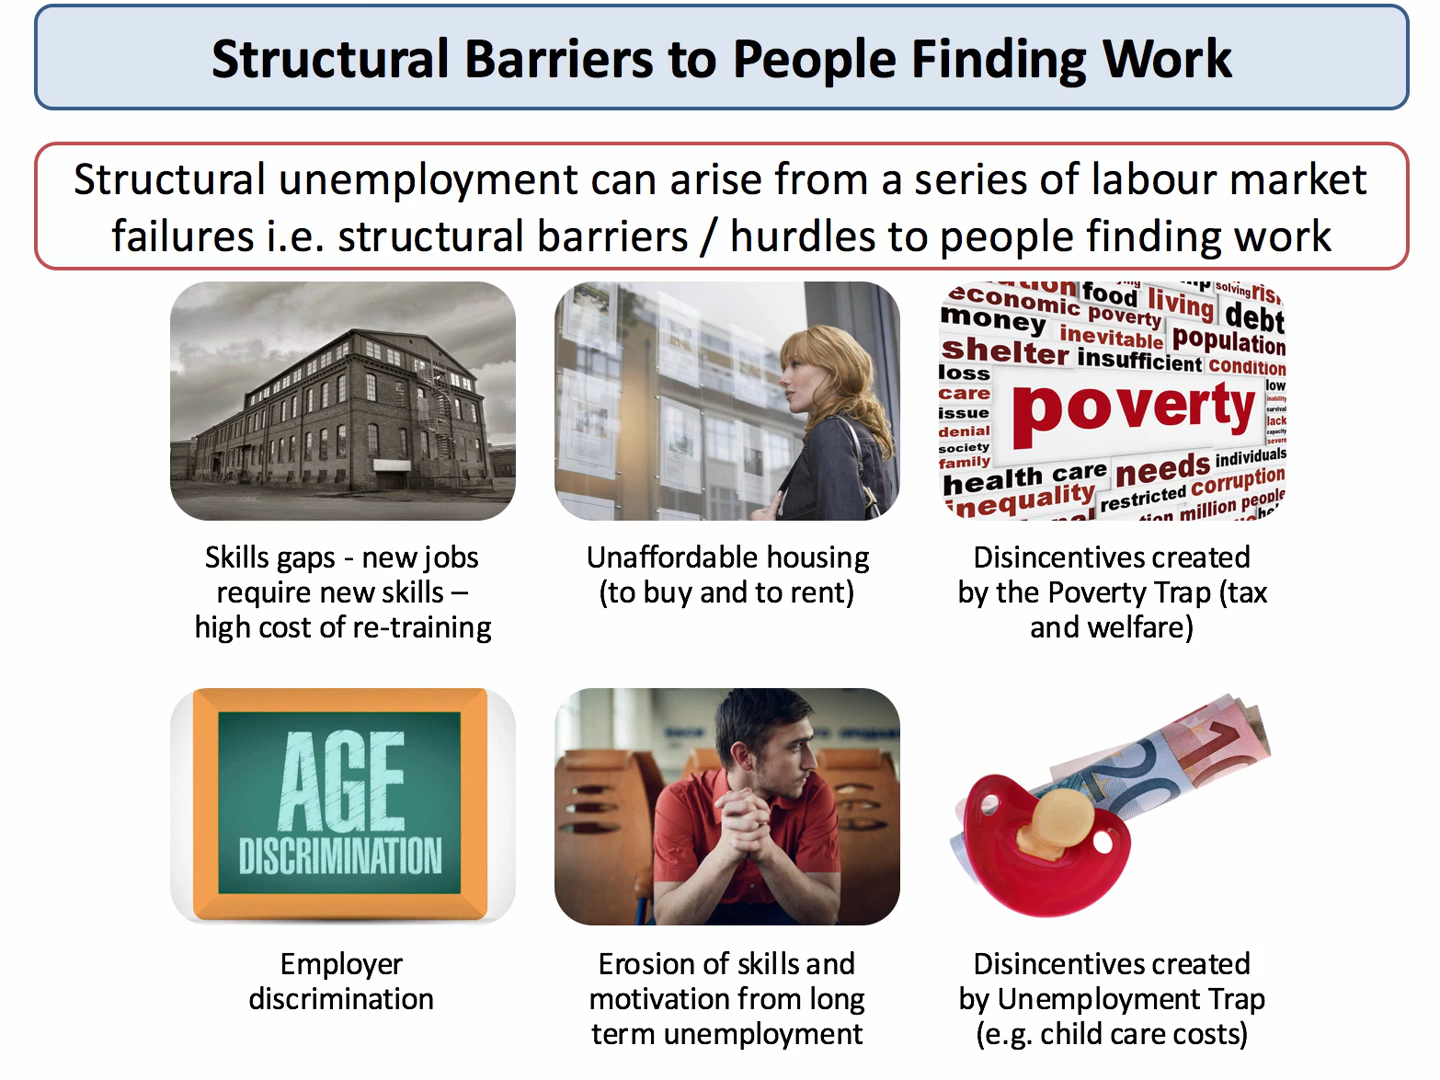 Structural Barriers to People Finding Work
Structural unemployment can arise from a series of labour market
failures i.e. structural barriers / hurdles to people finding work
food living debt
solving
economic poverty
money inevitable population
shelter insufficient condition
loss
low
care
poverty
issue
denial
lack
society
family
health care needs individuals
inequality restricted corruption
million people
Skills gaps - new jobs
require new skills –
high cost of re-training
Unaffordable housing
(to buy and to rent)
Disincentives created
by the Poverty Trap (tax
and welfare)
AGE
DISCRIMINATION
20
10
Employer
discrimination
Erosion of skills and
motivation from long
term unemployment
Disincentives created
by Unemployment Trap
(e.g. child care costs)